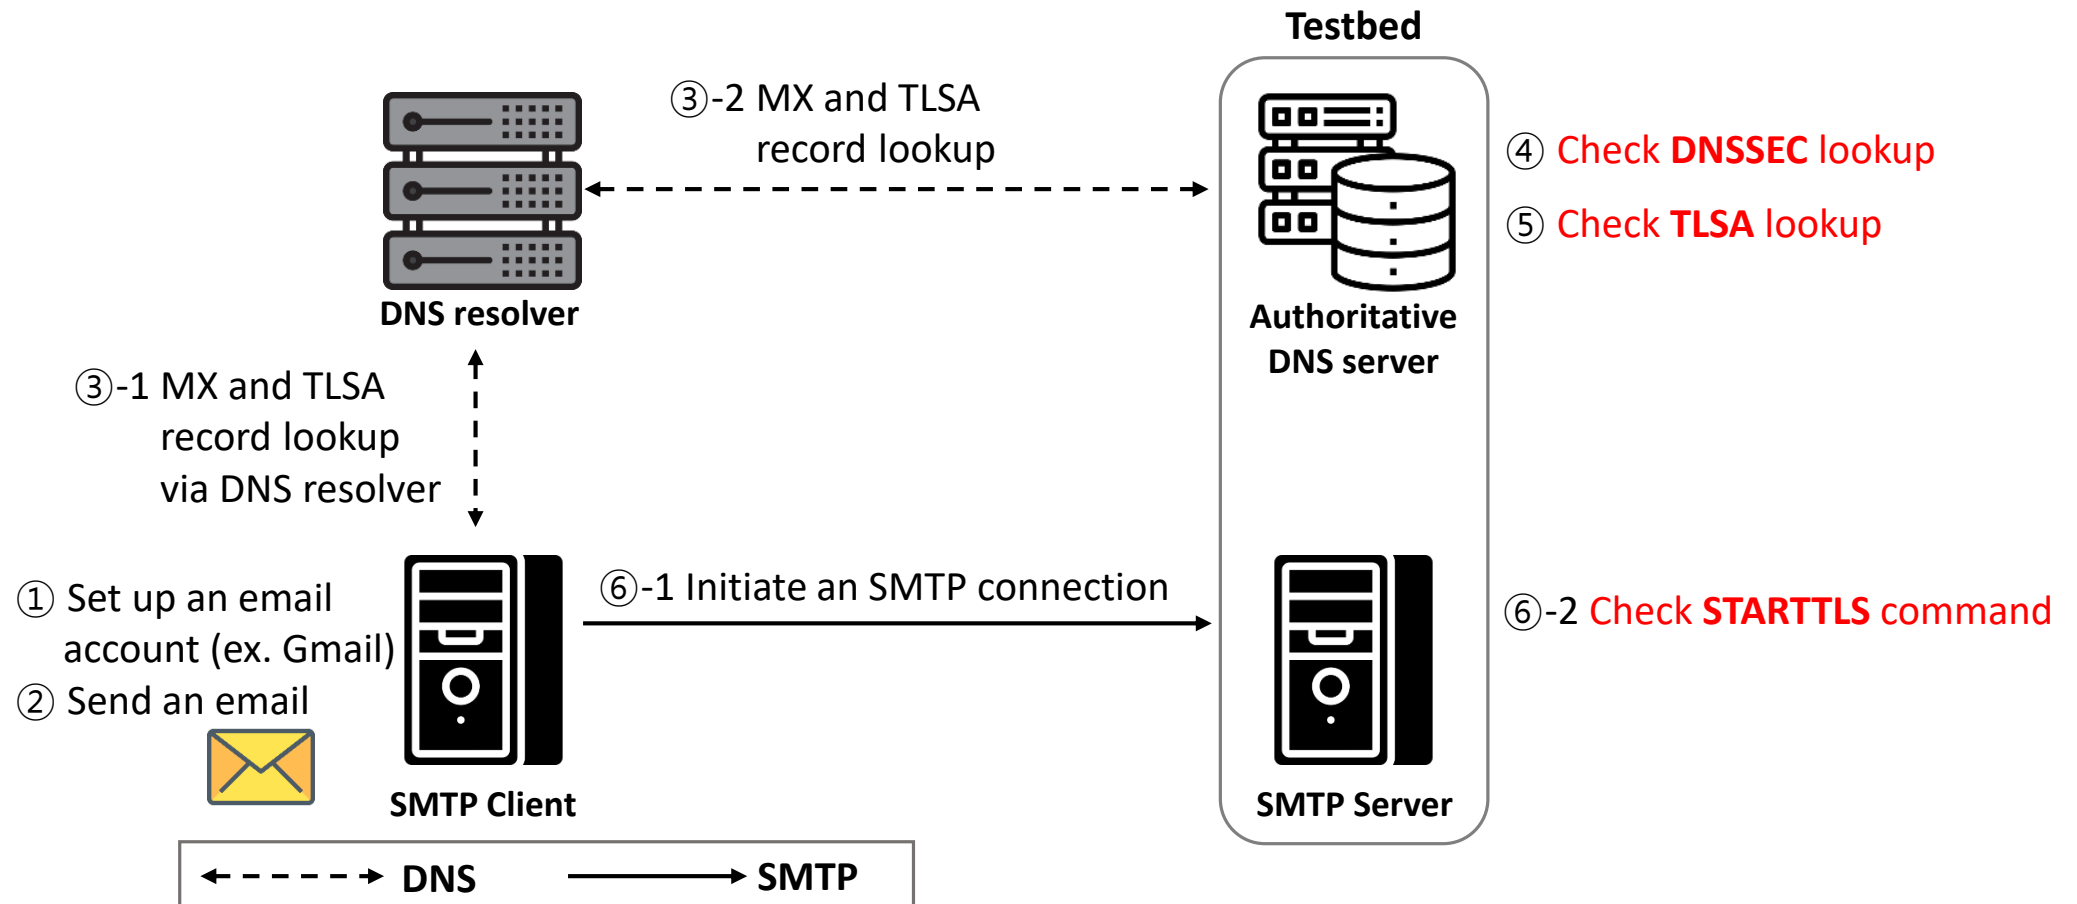 Testbed
③-2 MX and TLSA
record lookup
④ Check DNSSEC lookup
⑤ Check TLSA lookup
DNS resolver
Authoritative
DNS server
③-1 MX and TLSA
record lookup
via DNS resolver
① Set up an email
account (ex. Gmail)
② Send an email
⑥-1 Initiate an SMTP connection
⑥-2 Check STARTTLS command
SMTP Client
SMTP Server
DNS
SMTP